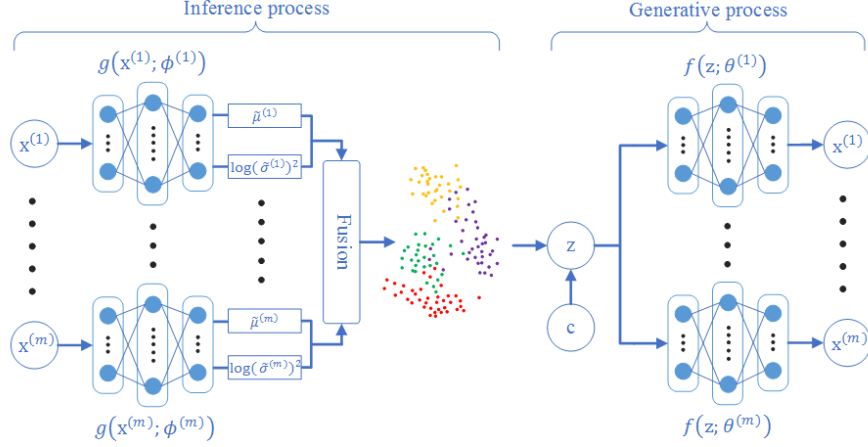 Inference process
Generative process
g(x⁽¹⁾; ϕ⁽¹⁾)
f(z; θ⁽¹⁾)
x⁽¹⁾
μ̃⁽¹⁾
log(σ̃⁽¹⁾)²
x⁽¹⁾
Fusion
z
c
x⁽ᵐ⁾
μ̃⁽ᵐ⁾
log(σ̃⁽ᵐ⁾)²
x⁽ᵐ⁾
g(x⁽ᵐ⁾; ϕ⁽ᵐ⁾)
f(z; θ⁽ᵐ⁾)